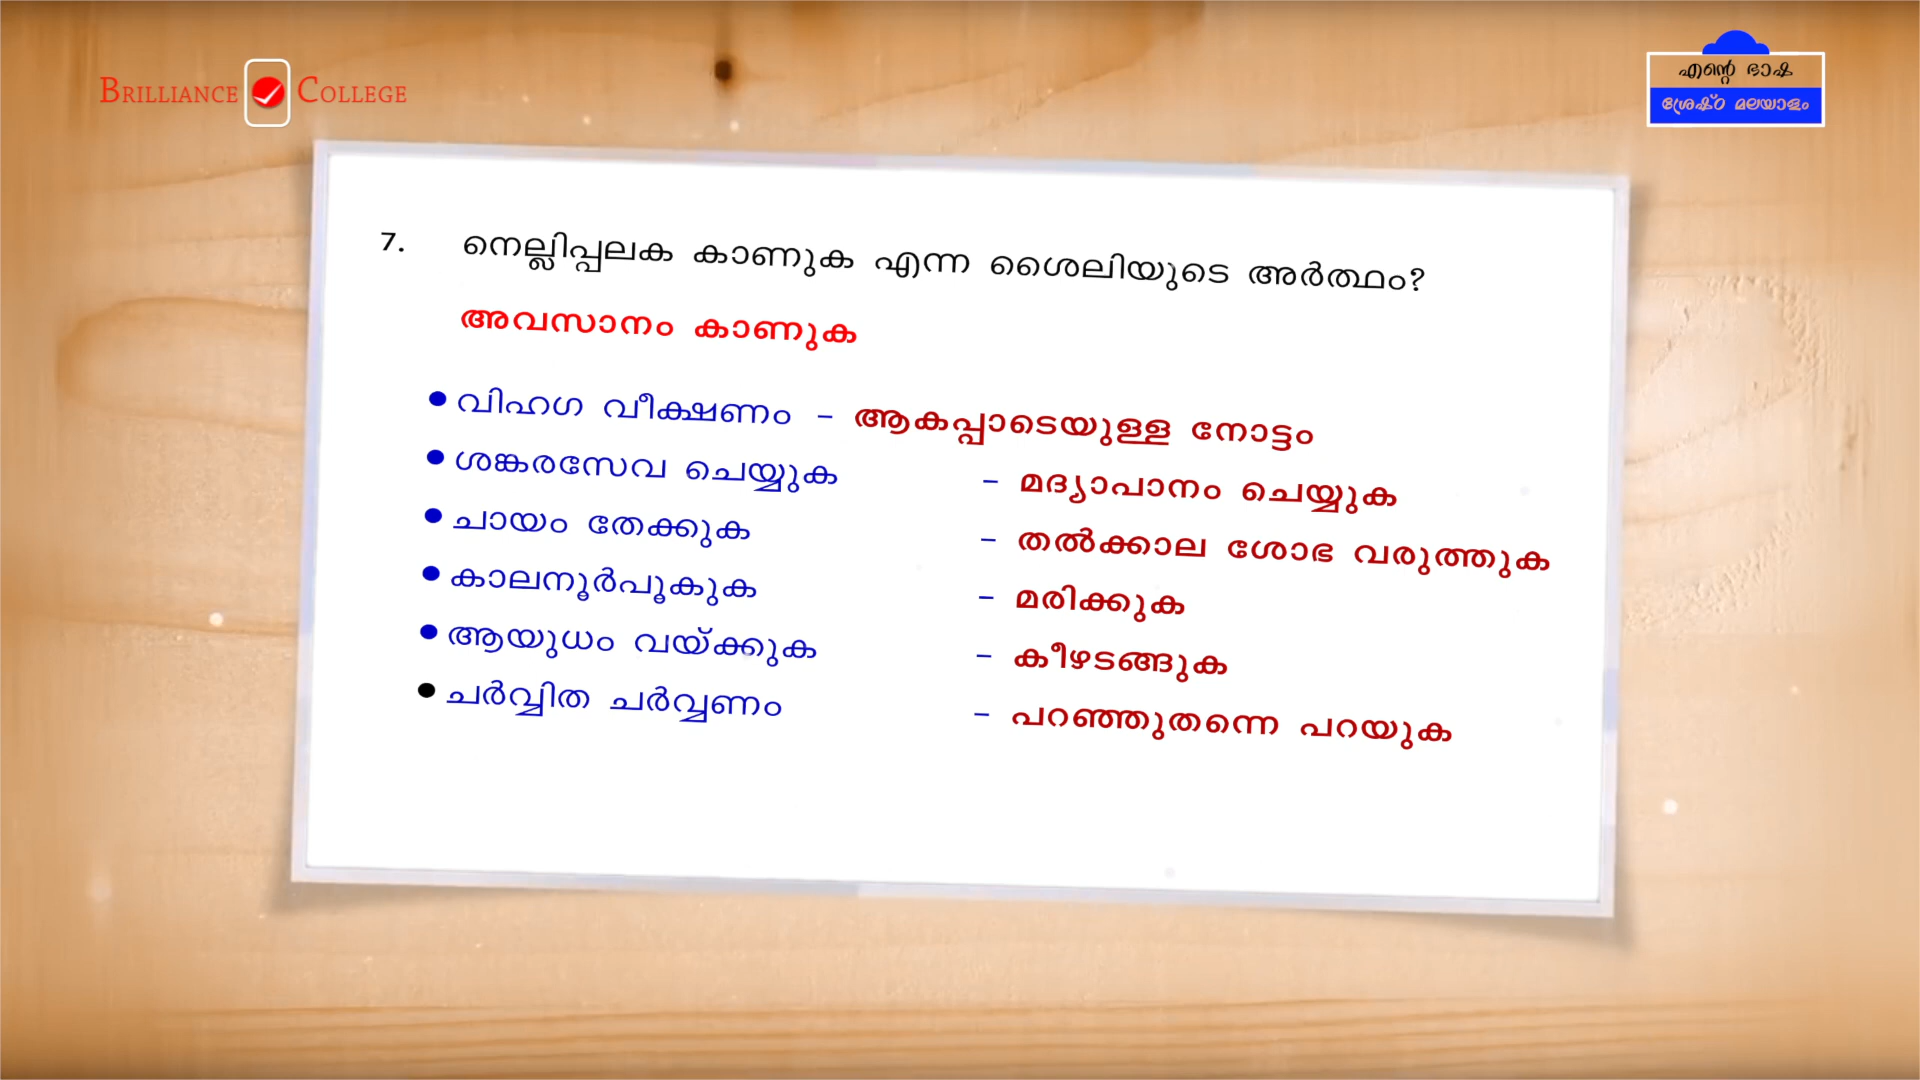 BRILLIANCE COLLEGE
എന്റെ ഭാഷ
ശ്രേഷ്ഠ മലയാളം
7. നെല്ലിപ്പലക കാണുക എന്ന ശൈലിയുടെ അർത്ഥം?
അവസാനം കാണുക
● വിഹഗ വീക്ഷണം – ആകപ്പാടെയുള്ള നോട്ടം
● ശങ്കരസേവ ചെയ്യുക – മദ്യാപാനം ചെയ്യുക
● ചായം തേക്കുക – തൽക്കാല ശോഭ വരുത്തുക
● കാലനൂർപൂകുക – മരിക്കുക
● ആയുധം വയ്ക്കുക – കീഴടങ്ങുക
● ചർവ്വിത ചർവ്വണം – പറഞ്ഞുതന്നെ പറയുക